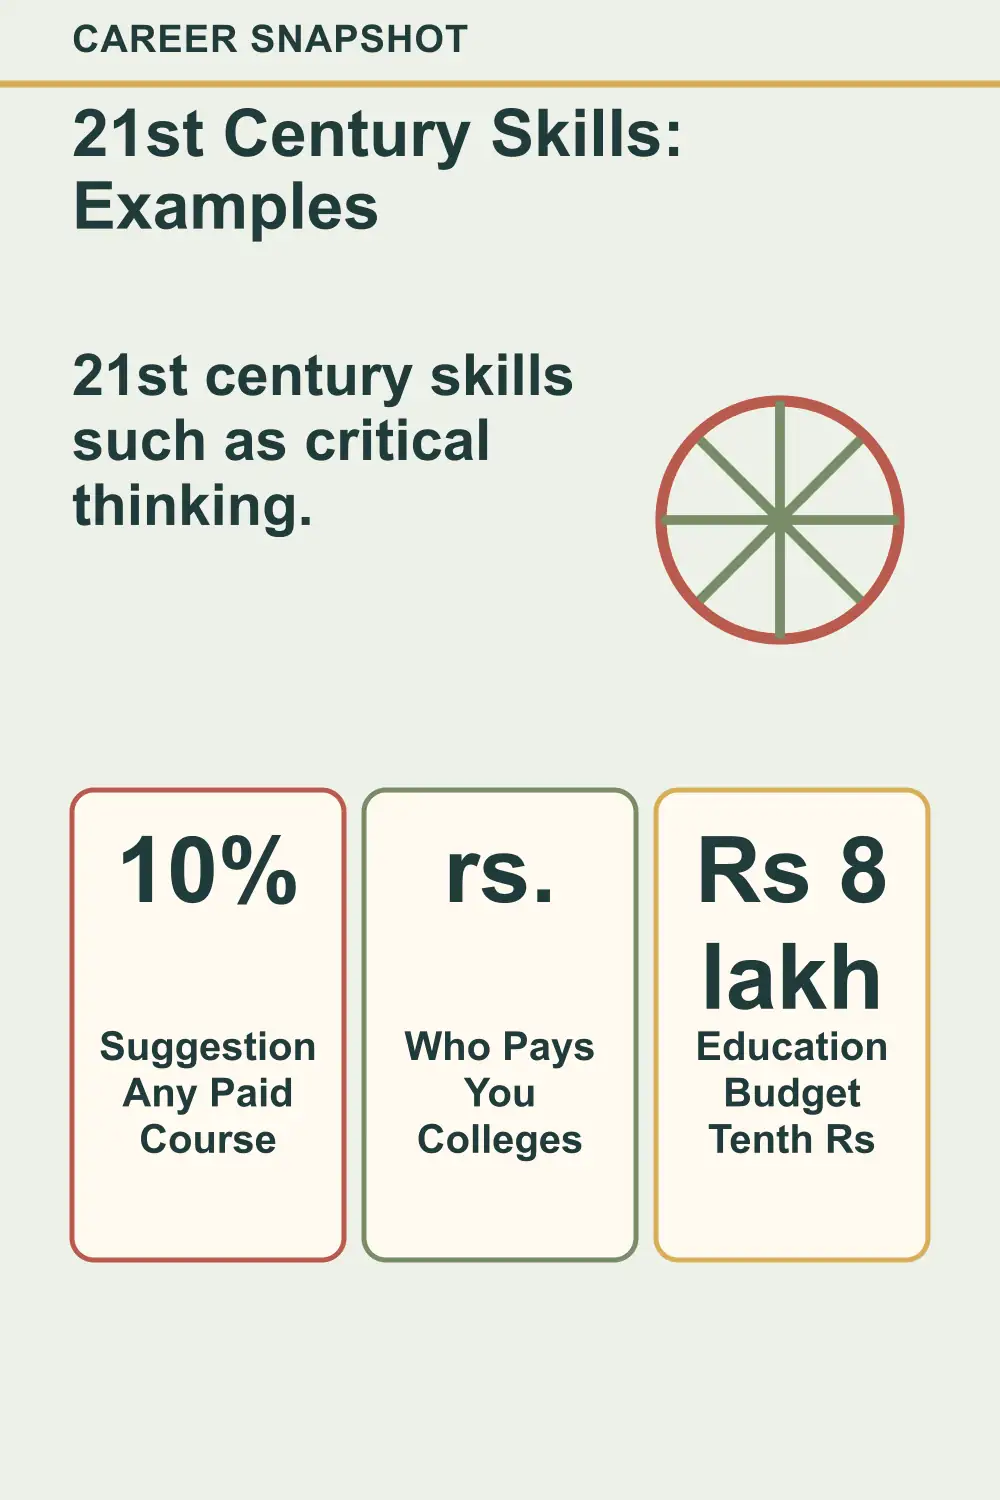 CAREER SNAPSHOT
21st Century Skills:
Examples
21st century skills
such as critical
thinking.
10%
Suggestion
Any Paid
Course
rs.
Who Pays
You
Colleges
Rs 8
lakh
Education
Budget
Tenth Rs